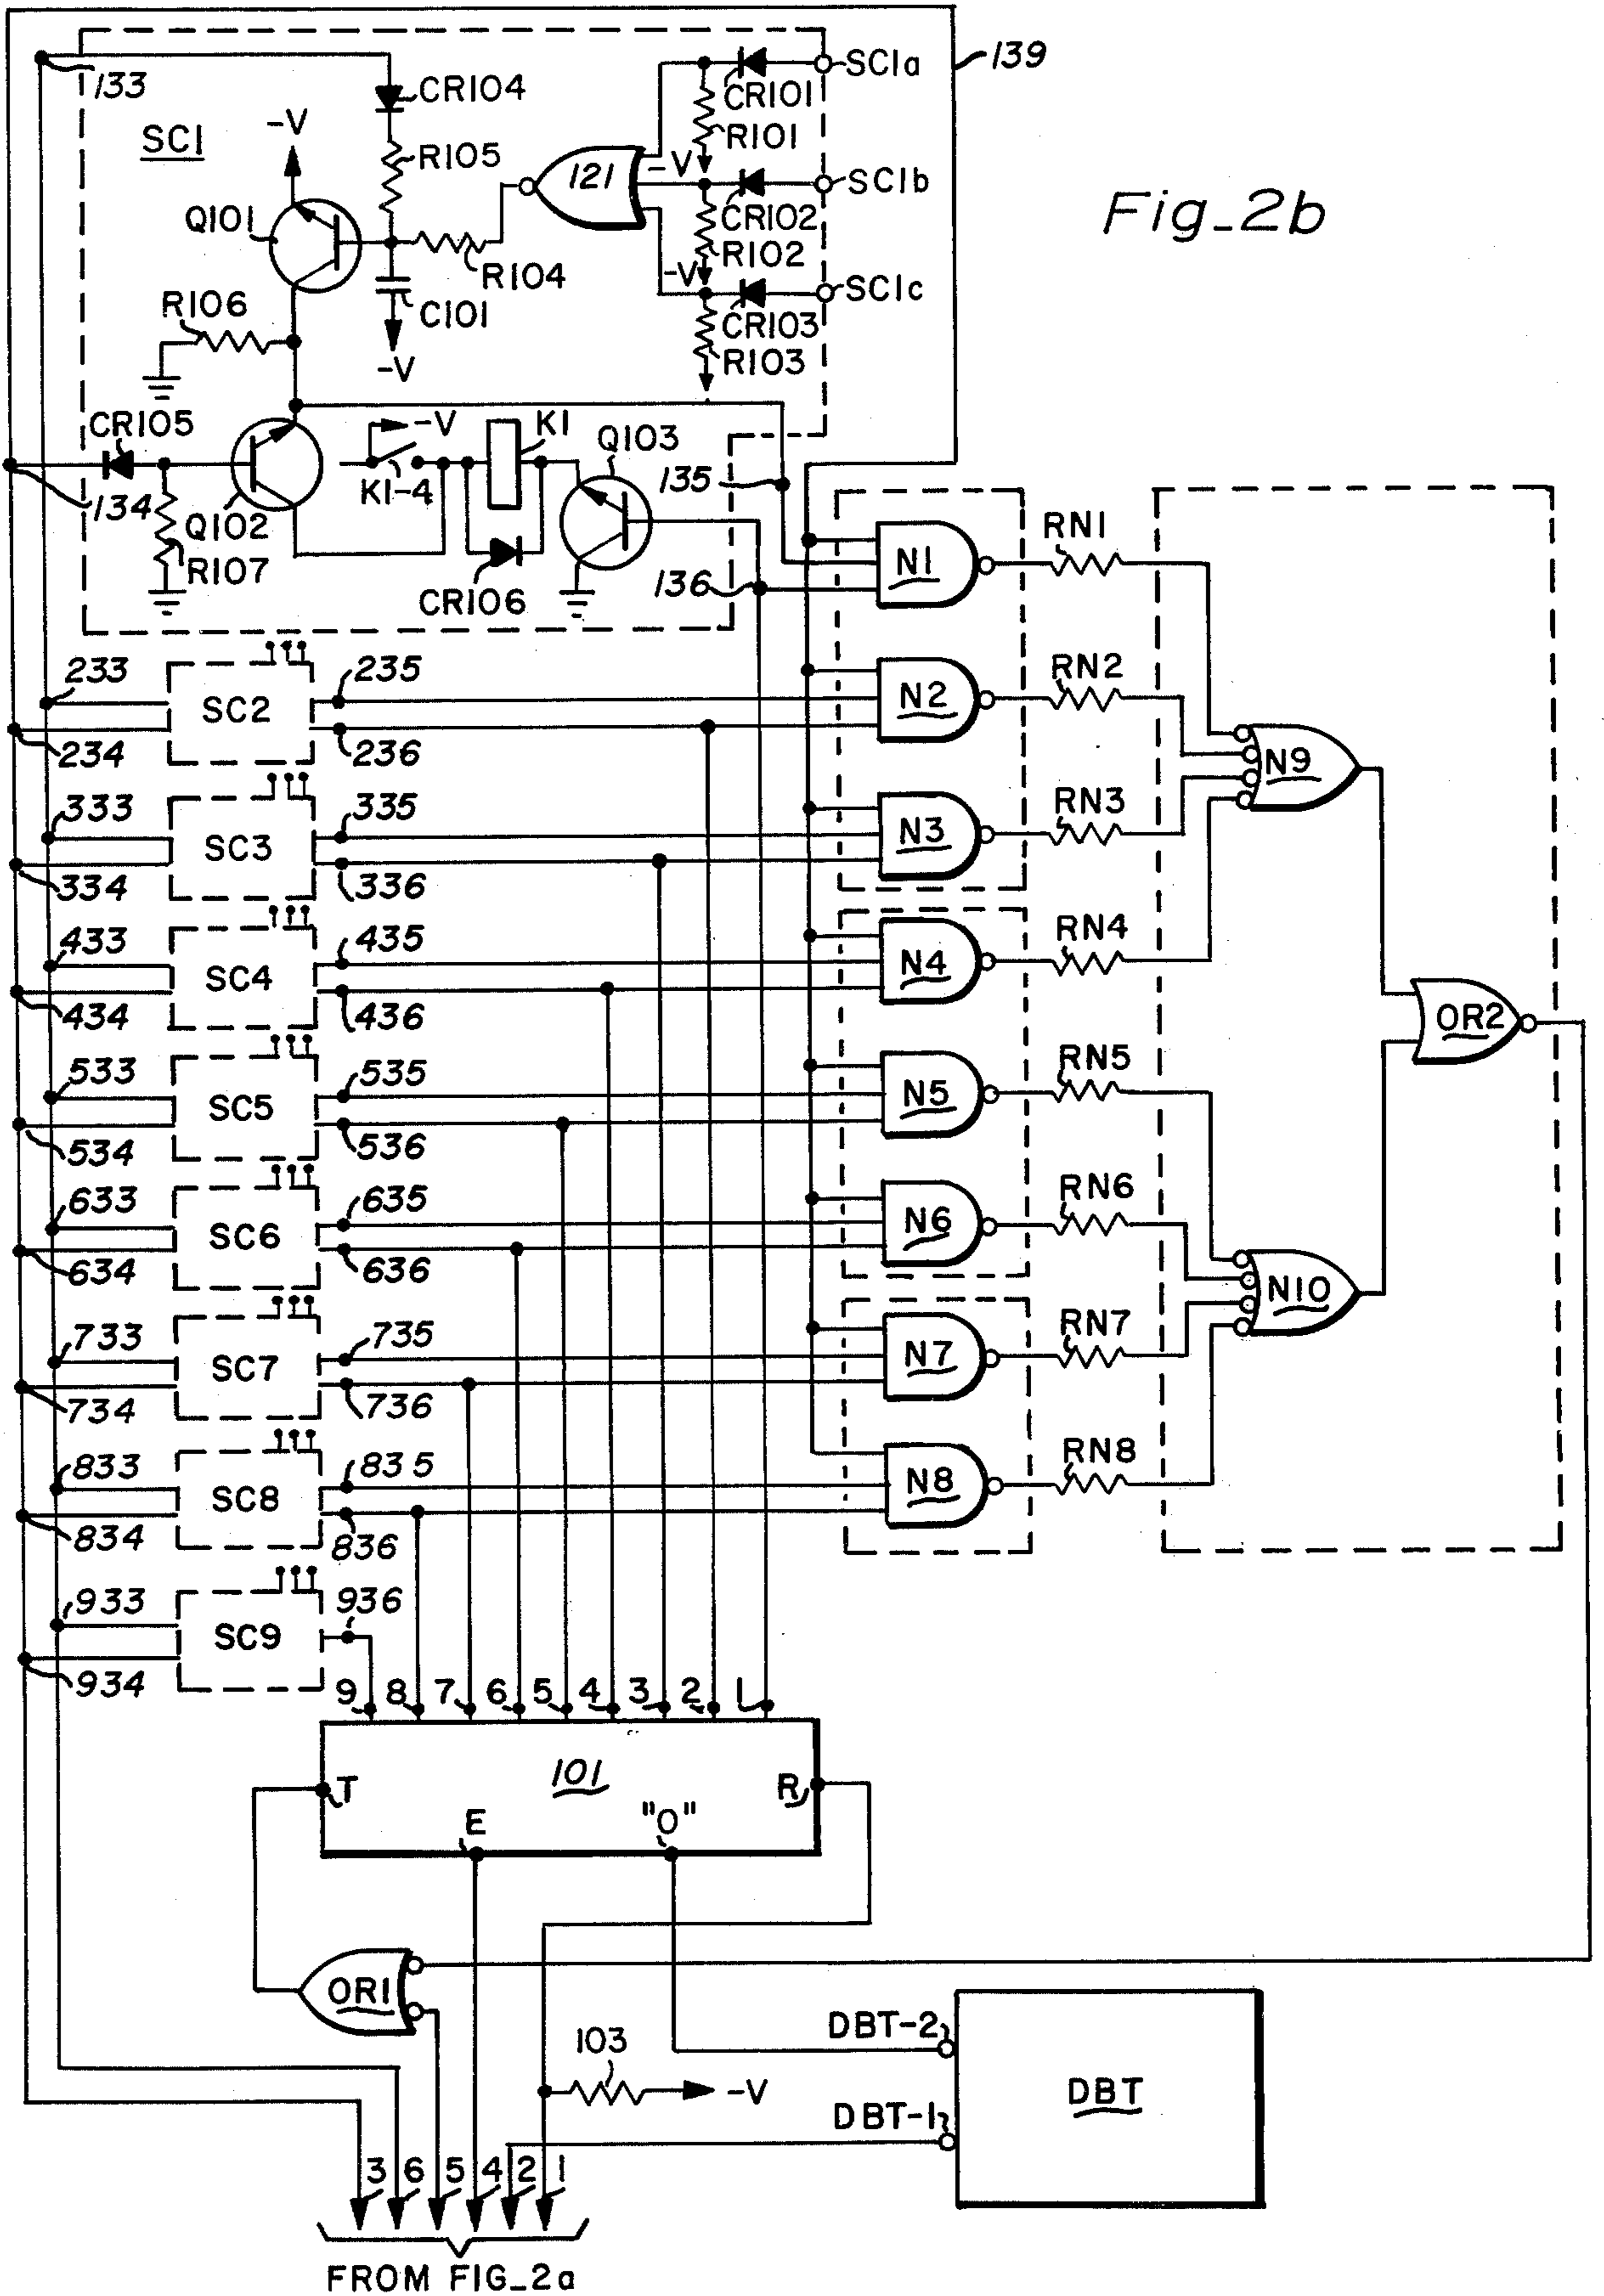 133
139
CR104
SC1a
CR101
R101
-V
SC1
R105
-V
121
SC1b
Q101
CR102
R102
Fig_2b
R104
-V
SC1c
R106
C101
CR103
-V
R103
CR105
-V
K1
Q103
134
K1-4
135
Q102
RN1
R107
N1
CR106
136
233
235
RN2
SC2
N2
234
236
N9
333
335
RN3
SC3
N3
334
336
433
435
RN4
SC4
N4
434
436
OR2
533
535
RN5
SC5
N5
534
536
633
635
RN6
SC6
N6
634
636
N10
733
735
RN7
SC7
N7
734
736
833
835
RN8
SC8
N8
834
836
933
936
SC9
934
9 8 7 6 5 4 3 2 1
T
101
R
E
"0"
OR1
103
DBT-2
-V
DBT
DBT-1
3 6 5 4 2 1
FROM FIG_2a